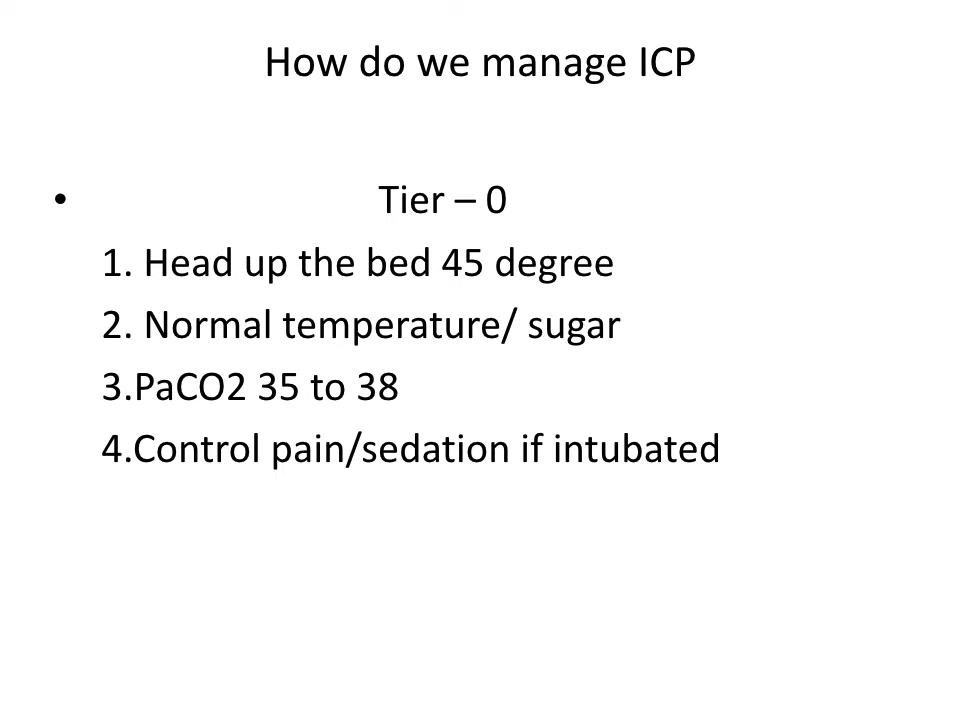 How do we manage ICP
• Tier – 0
1. Head up the bed 45 degree
2. Normal temperature/ sugar
3.PaCO2 35 to 38
4.Control pain/sedation if intubated